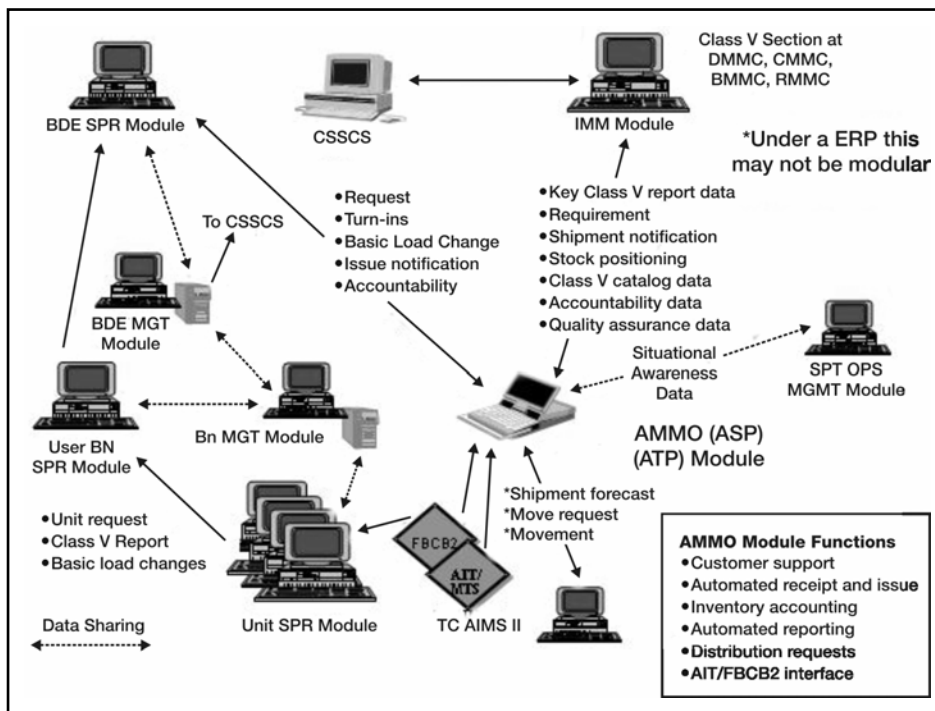 BDE SPR Module
CSSCS
IMM Module
Class V Section at
DMMC, CMMC,
BMMC, RMMC
*Under a ERP this
may not be modular
To CSSCS
•Request
•Turn-ins
•Basic Load Change
•Issue notification
•Accountability
•Key Class V report data
•Requirement
•Shipment notification
•Stock positioning
•Class V catalog data
•Accountability data
•Quality assurance data
BDE MGT
Module
Situational
Awareness
Data
SPT OPS
MGMT Module
User BN
SPR Module
Bn MGT Module
AMMO (ASP)
(ATP) Module
•Unit request
•Class V Report
•Basic load changes
*Shipment forecast
*Move request
*Movement
FBCB2
AIT/
MTS
Data Sharing
Unit SPR Module
TC AIMS II
AMMO Module Functions
•Customer support
•Automated receipt and issue
•Inventory accounting
•Automated reporting
•Distribution requests
•AIT/FBCB2 interface